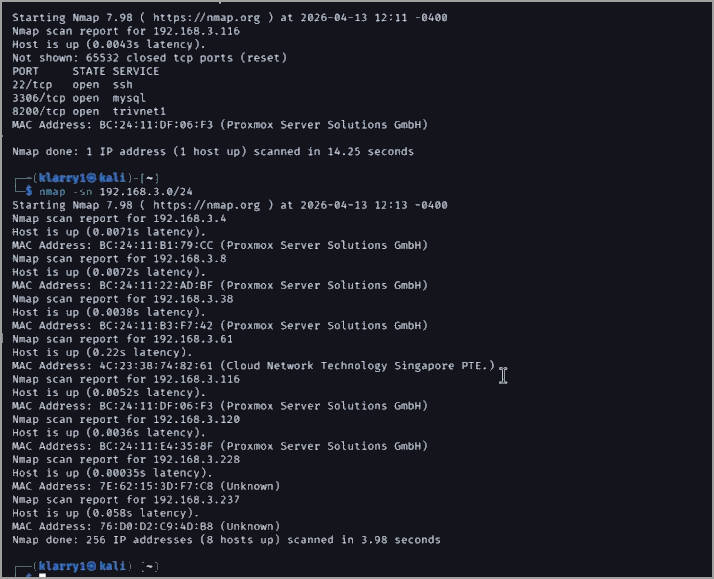 Starting Nmap 7.98 ( https://nmap.org ) at 2026-04-13 12:11 -0400
Nmap scan report for 192.168.3.116
Host is up (0.0043s latency).
Not shown: 65532 closed tcp ports (reset)
PORT     STATE SERVICE
22/tcp   open  ssh
3306/tcp open  mysql
8200/tcp open  trivnet1
MAC Address: BC:24:11:DF:06:F3 (Proxmox Server Solutions GmbH)

Nmap done: 1 IP address (1 host up) scanned in 14.25 seconds

┌──(klarry1㉿kali)-[~]
└─$ nmap -sn 192.168.3.0/24
Starting Nmap 7.98 ( https://nmap.org ) at 2026-04-13 12:13 -0400
Nmap scan report for 192.168.3.4
Host is up (0.0071s latency).
MAC Address: BC:24:11:B1:79:CC (Proxmox Server Solutions GmbH)
Nmap scan report for 192.168.3.8
Host is up (0.0072s latency).
MAC Address: BC:24:11:22:AD:BF (Proxmox Server Solutions GmbH)
Nmap scan report for 192.168.3.38
Host is up (0.0038s latency).
MAC Address: BC:24:11:B3:F7:42 (Proxmox Server Solutions GmbH)
Nmap scan report for 192.168.3.61
Host is up (0.22s latency).
MAC Address: 4C:23:38:74:82:61 (Cloud Network Technology Singapore PTE.)
Nmap scan report for 192.168.3.116
Host is up (0.0052s latency).
MAC Address: BC:24:11:DF:06:F3 (Proxmox Server Solutions GmbH)
Nmap scan report for 192.168.3.120
Host is up (0.0036s latency).
MAC Address: BC:24:11:E4:35:8F (Proxmox Server Solutions GmbH)
Nmap scan report for 192.168.3.228
Host is up (0.00035s latency).
MAC Address: 7E:62:15:3D:F7:C8 (Unknown)
Nmap scan report for 192.168.3.237
Host is up (0.058s latency).
MAC Address: 76:D0:D2:C9:4D:B8 (Unknown)
Nmap done: 256 IP addresses (8 hosts up) scanned in 3.98 seconds

┌──(klarry1㉿kali)-[~]
└─$